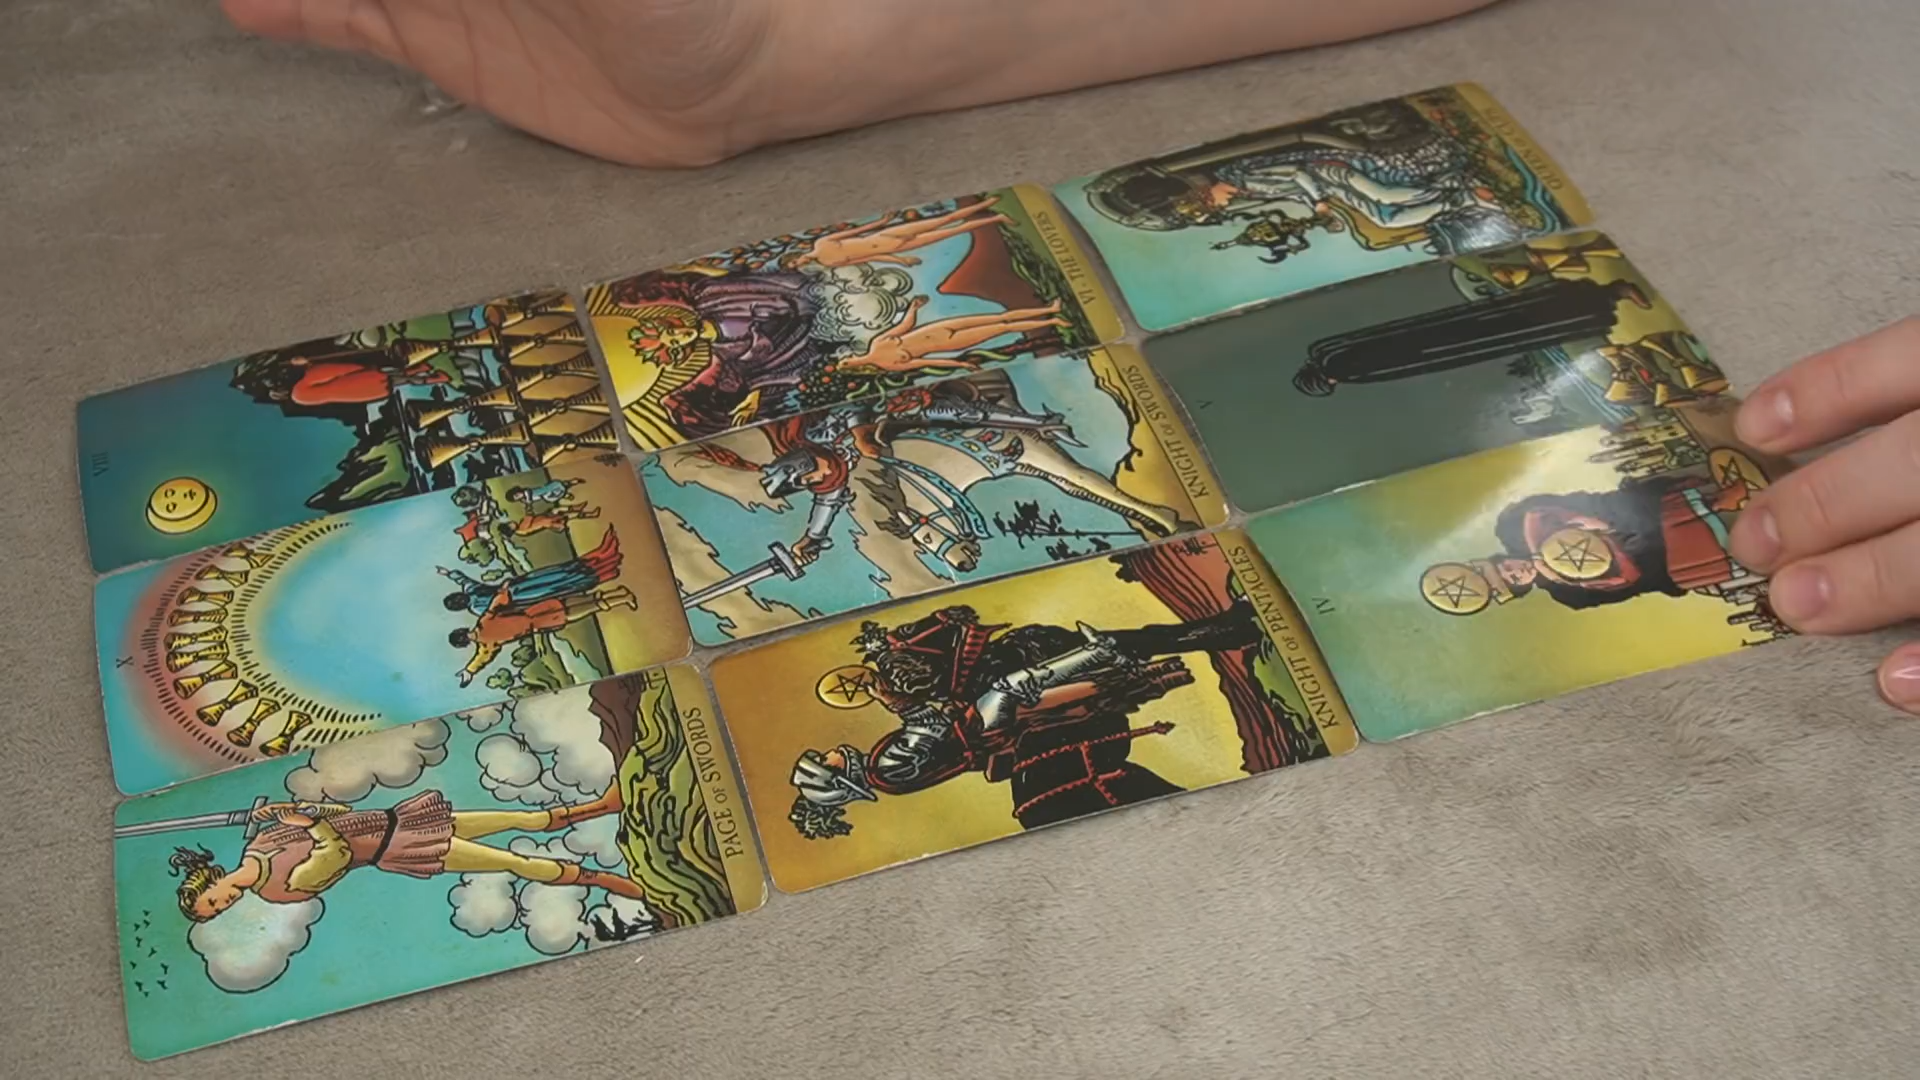 QUEEN OF CUPS
VI · THE LOVERS
VIII
V
KNIGHT OF SWORDS
X
IV
KNIGHT OF PENTACLES
PAGE OF SWORDS